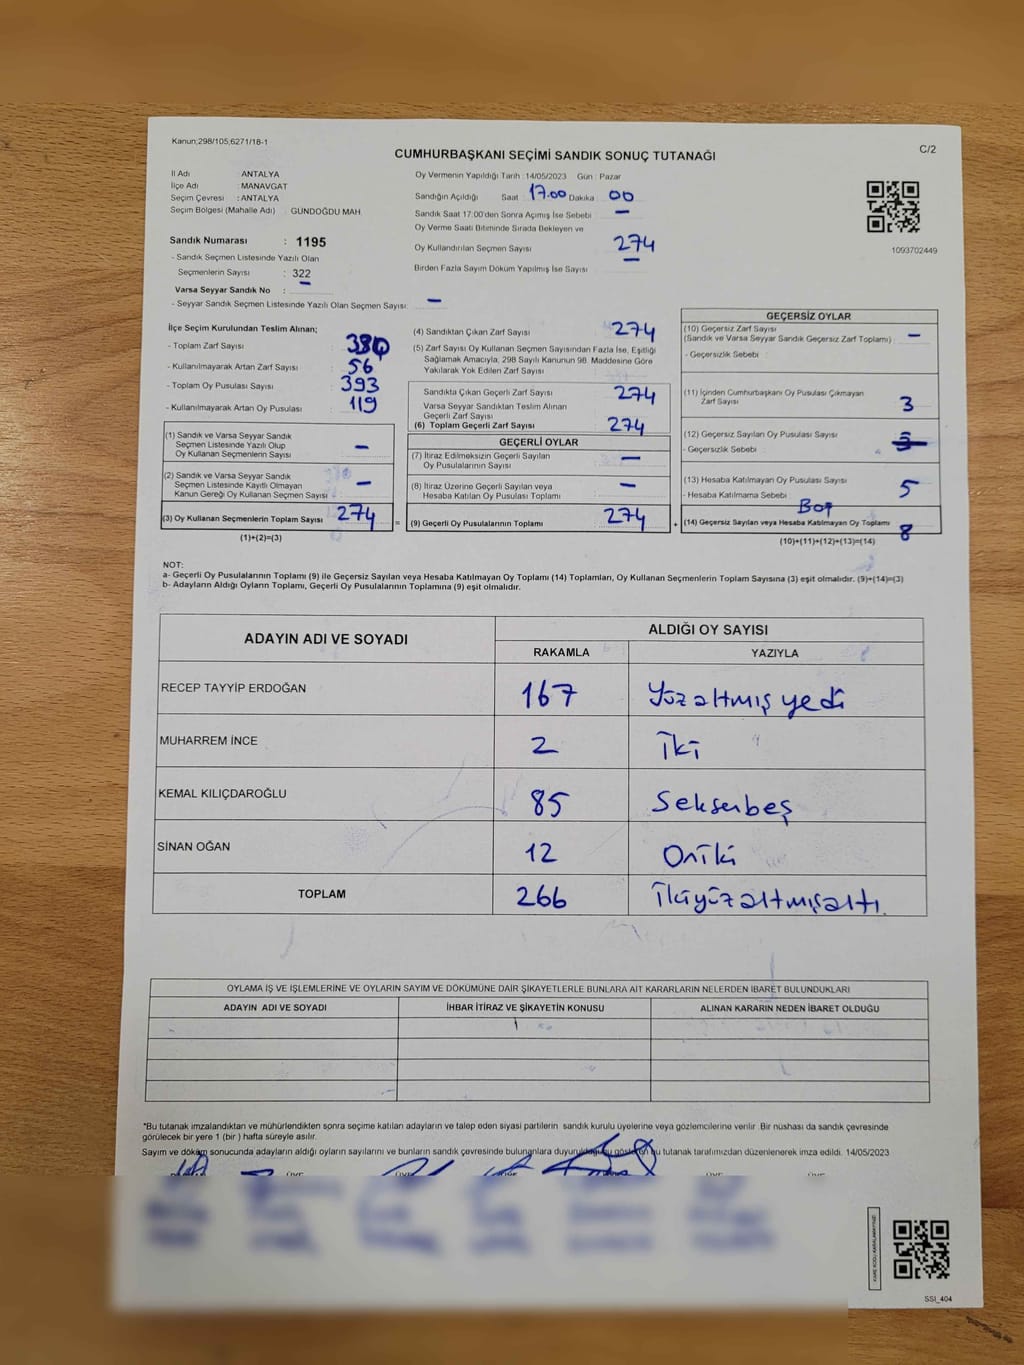 Kanun;298/105,6271/18-1
CUMHURBAŞKANI SEÇİMİ SANDIK SONUÇ TUTANAĞI
C/2
İl Adı : ANTALYA
İlçe Adı : MANAVGAT
Seçim Çevresi : ANTALYA
Seçim Bölgesi (Mahalle Adı) : GÜNDOĞDU MAH.
Sandık Numarası : 1195
- Sandık Seçmen Listesinde Yazılı Olan
Seçmenlerin Sayısı : 322
Varsa Seyyar Sandık No : –
- Seyyar Sandık Seçmen Listesinde Yazılı Olan Seçmen Sayısı: –
Oy Vermenin Yapıldığı Tarih : 14/05/2023 Gün : Pazar
Sandığın Açıldığı Saat : 17.00 Dakika : 00
Sandık Saat 17:00'den Sonra Açımış İse Sebebi : –
Oy Verme Saati Bitiminde Sırada Bekleyen ve
Oy Kullandırılan Seçmen Sayısı : 274
Birden Fazla Sayım Döküm Yapılmış İse Sayısı : –
1093702449
İlçe Seçim Kurulundan Teslim Alınan;
- Toplam Zarf Sayısı : 330
- Kullanılmayarak Artan Zarf Sayısı : 56
- Toplam Oy Pusulası Sayısı : 393
- Kullanılmayarak Artan Oy Pusulası : 119
(1) Sandık ve Varsa Seyyar Sandık
Seçmen Listesinde Yazılı Olup
Oy Kullanan Seçmenlerin Sayısı : –
(2) Sandık ve Varsa Seyyar Sandık
Seçmen Listesinde Kayıtlı Olmayan
Kanun Gereği Oy Kullanan Seçmen Sayısı : –
(3) Oy Kullanan Seçmenlerin Toplam Sayısı : 274
(1)+(2)=(3)
(4) Sandıktan Çıkan Zarf Sayısı : 274
(5) Zarf Sayısı Oy Kullanan Seçmen Sayısından Fazla İse, Eşitliği
Sağlamak Amacıyla, 298 Sayılı Kanunun 98. Maddesine Göre
Yakılarak Yok Edilen Zarf Sayısı :
Sandıkta Çıkan Geçerli Zarf Sayısı : 274
Varsa Seyyar Sandıktan Teslim Alınan
Geçerli Zarf Sayısı
(6) Toplam Geçerli Zarf Sayısı : 274
GEÇERLİ OYLAR
(7) İtiraz Edilmeksizin Geçerli Sayılan
Oy Pusulalarının Sayısı : –
(8) İtiraz Üzerine Geçerli Sayılan veya
Hesaba Katılan Oy Pusulası Toplamı : –
= (9) Geçerli Oy Pusulalarının Toplamı : 274
GEÇERSİZ OYLAR
(10) Geçersiz Zarf Sayısı
(Sandık ve Varsa Seyyar Sandık Geçersiz Zarf Toplamı) : –
- Geçersizlik Sebebi :
(11) İçinden Cumhurbaşkanı Oy Pusulası Çıkmayan
Zarf Sayısı : 3
(12) Geçersiz Sayılan Oy Pusulası Sayısı :
- Geçersizlik Sebebi :
(13) Hesaba Katılmayan Oy Pusulası Sayısı : 5
- Hesaba Katılmama Sebebi : Boş
+ (14) Geçersiz Sayılan veya Hesaba Katılmayan Oy Toplamı : 8
(10)+(11)+(12)+(13)=(14)
NOT:
a- Geçerli Oy Pusulalarının Toplamı (9) ile Geçersiz Sayılan veya Hesaba Katılmayan Oy Toplamı (14) Toplamları, Oy Kullanan Seçmenlerin Toplam Sayısına (3) eşit olmalıdır. (9)+(14)=(3)
b- Adayların Aldığı Oyların Toplamı, Geçerli Oy Pusulalarının Toplamına (9) eşit olmalıdır.
ADAYIN ADI VE SOYADI
ALDIĞI OY SAYISI
RAKAMLA YAZIYLA
RECEP TAYYİP ERDOĞAN 167 Yüzaltmış yedi
MUHARREM İNCE 2 İki
KEMAL KILIÇDAROĞLU 85 Seksenbeş
SİNAN OĞAN 12 Oniki
TOPLAM 266 İkiyüzaltmışaltı.
OYLAMA İŞ VE İŞLEMLERİNE VE OYLARIN SAYIM VE DÖKÜMÜNE DAİR ŞİKAYETLERLE BUNLARA AİT KARARLARIN NELERDEN İBARET BULUNDUKLARI
ADAYIN ADI VE SOYADI İHBAR İTİRAZ VE ŞİKAYETİN KONUSU ALINAN KARARIN NEDEN İBARET OLDUĞU
*Bu tutanak imzalandıktan ve mühürlendikten sonra seçime katılan adayların ve talep eden siyasi partilerin sandık kurulu üyelerine veya gözlemcilerine verilir. Bir nüshası da sandık çevresinde
görülecek bir yere 1 (bir ) hafta süreyle asılır.
Sayım ve döküm sonucunda adayların aldığı oyların sayılarını ve bunların sandık çevresinde bulunanlara duyurulduğunu gösteren bu tutanak tarafımızdan düzenlenerek imza edildi. 14/05/2023
SSI_404